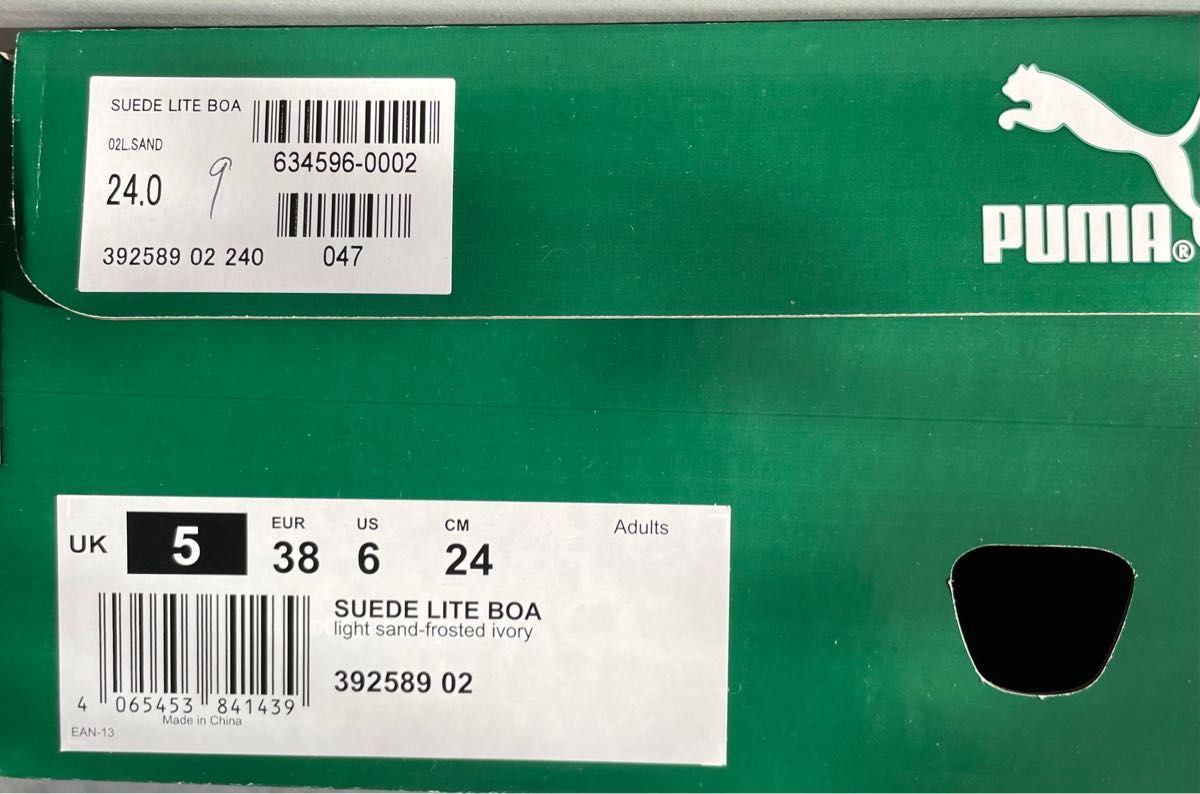 SUEDE LITE BOA
02L.SAND
634596-0002
24.0
9
392589 02 240
047
PUMA®
UK 5
EUR 38
US 6
CM 24
Adults
SUEDE LITE BOA
light sand-frosted ivory
392589 02
4 065453 841439
Made in China
EAN-13